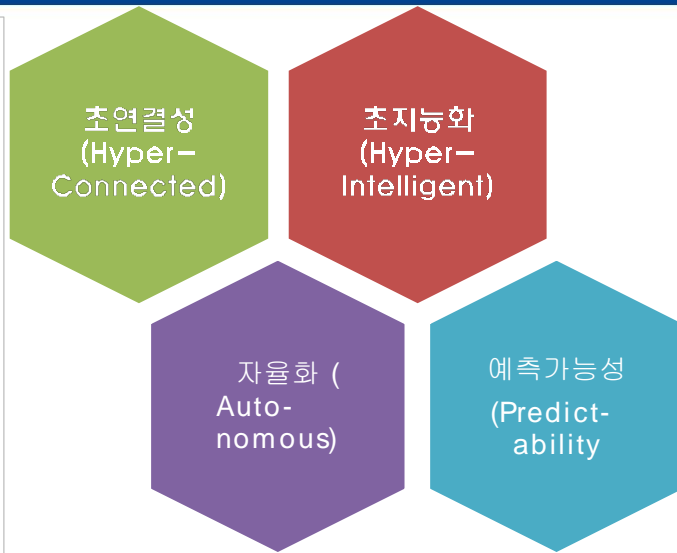 초연결성
(Hyper-
Connected)
초지능화
(Hyper-
Intelligent)
자율화 (
Auto-
nomous)
예측가능성
(Predict-
ability